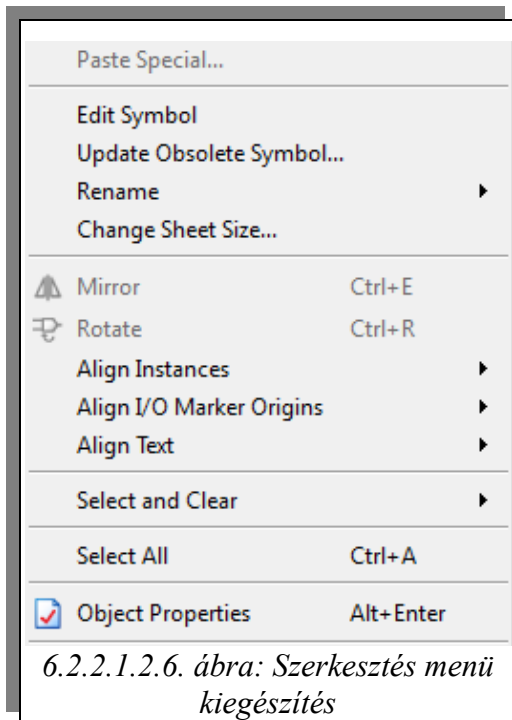 Paste Special...
Edit Symbol
Update Obsolete Symbol...
Rename
Change Sheet Size...
Mirror Ctrl+E
Rotate Ctrl+R
Align Instances
Align I/O Marker Origins
Align Text
Select and Clear
Select All Ctrl+A
Object Properties Alt+Enter
6.2.2.1.2.6. ábra: Szerkesztés menü
kiegészítés